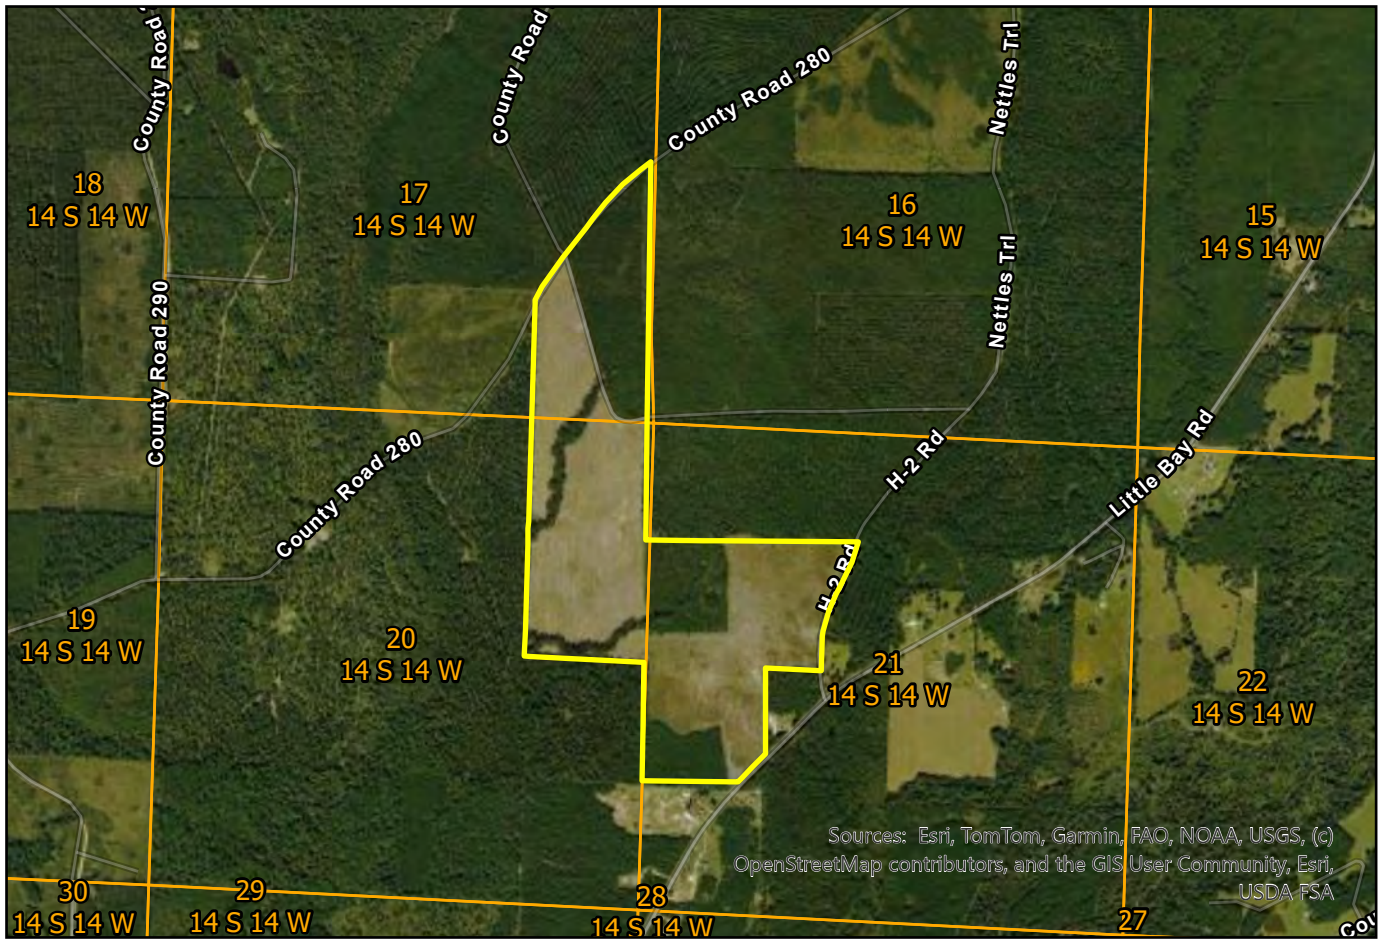 County Road
County Road
County Road 280
Nettles Trl
18
14 S 14 W
17
14 S 14 W
16
14 S 14 W
15
14 S 14 W
Nettles Trl
County Road 290
County Road 280
H-2 Rd
Little Bay Rd
H-2 Rd
19
14 S 14 W
20
14 S 14 W
21
14 S 14 W
22
14 S 14 W
Sources: Esri, TomTom, Garmin, FAO, NOAA, USGS, (c)
OpenStreetMap contributors, and the GIS User Community, Esri,
USDA FSA
30
14 S 14 W
29
14 S 14 W
28
14 S 14 W
27
Cou